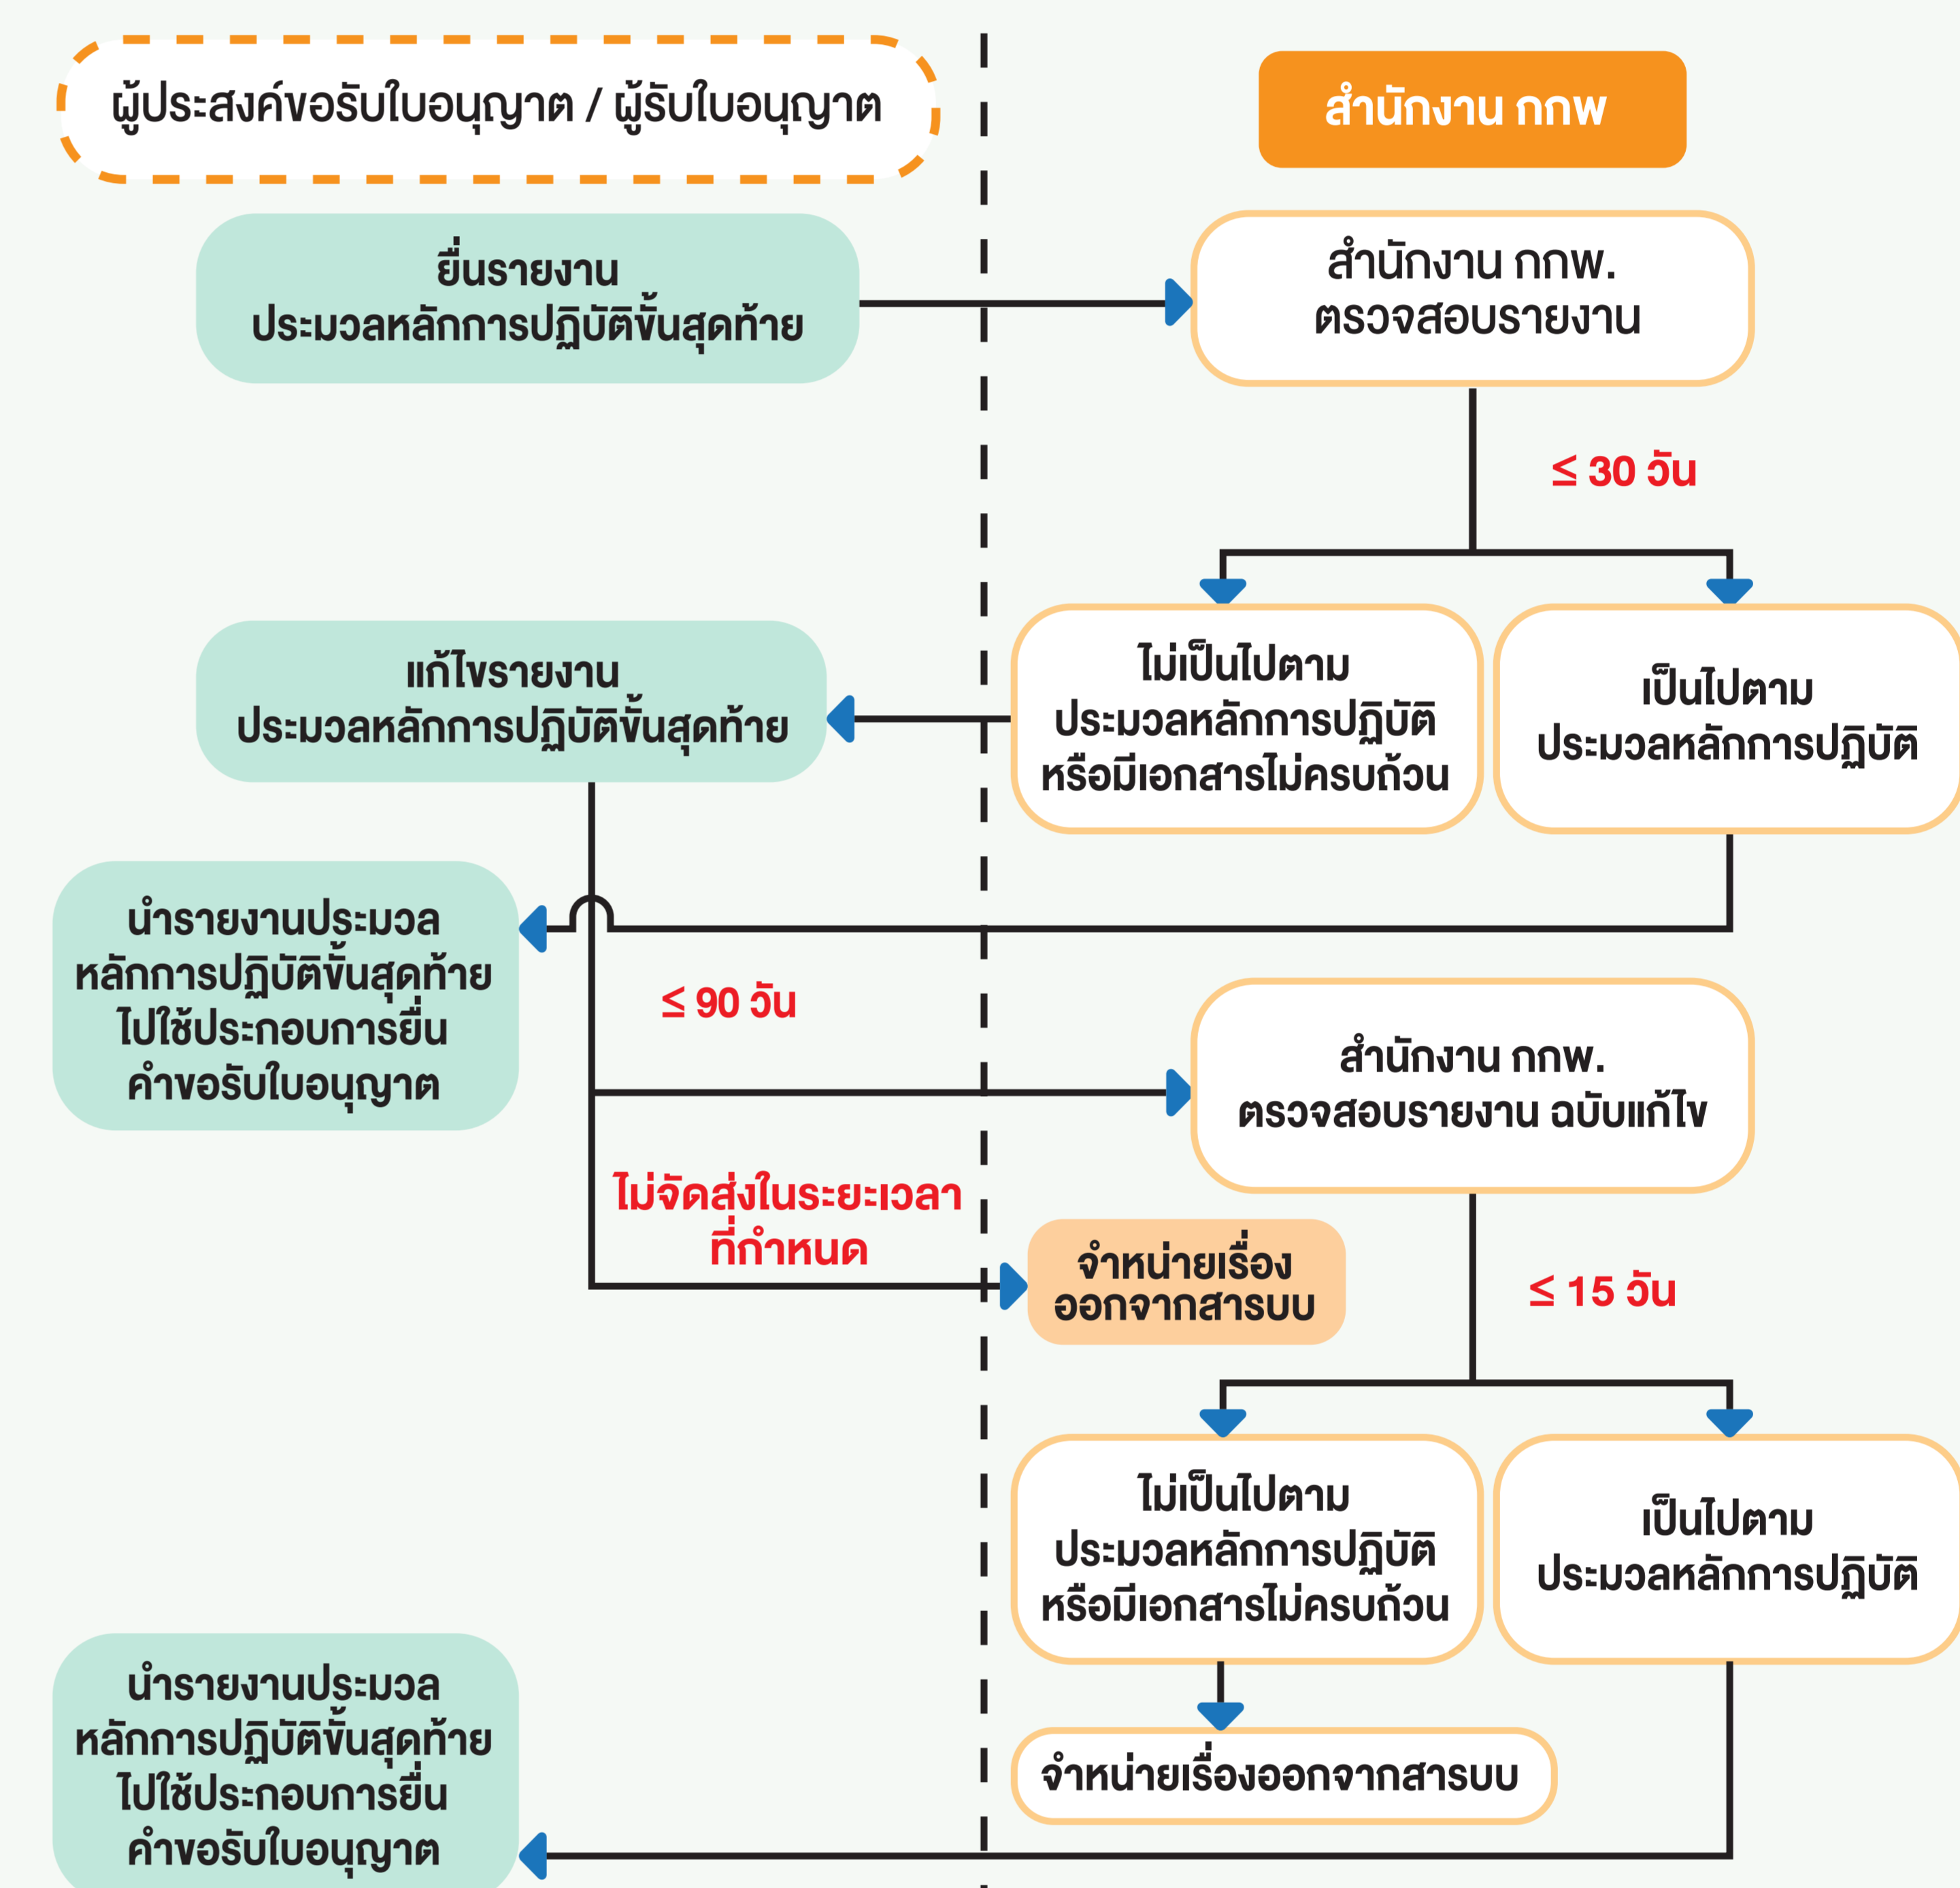 ผู้ประสงค์ขอรับใบอนุญาต / ผู้รับใบอนุญาต
สำนักงาน กกพ
ยื่นรายงาน
ประมวลหลักการปฏิบัติขั้นสุดท้าย
สำนักงาน กกพ.
ตรวจสอบรายงาน
≤ 30 วัน
แก้ไขรายงาน
ประมวลหลักการปฏิบัติขั้นสุดท้าย
ไม่เป็นไปตาม
ประมวลหลักการปฏิบัติ
หรือมีเอกสารไม่ครบถ้วน
เป็นไปตาม
ประมวลหลักการปฏิบัติ
นำรายงานประมวล
หลักการปฏิบัติขั้นสุดท้าย
ไปใช้ประกอบการยื่น
คำขอรับใบอนุญาต
≤ 90 วัน
สำนักงาน กกพ.
ตรวจสอบรายงาน ฉบับแก้ไข
ไม่จัดส่งในระยะเวลา
ที่กำหนด
จำหน่ายเรื่อง
ออกจากสารบบ
≤ 15 วัน
ไม่เป็นไปตาม
ประมวลหลักการปฏิบัติ
หรือมีเอกสารไม่ครบถ้วน
เป็นไปตาม
ประมวลหลักการปฏิบัติ
นำรายงานประมวล
หลักการปฏิบัติขั้นสุดท้าย
ไปใช้ประกอบการยื่น
คำขอรับใบอนุญาต
จำหน่ายเรื่องออกจากสารบบ